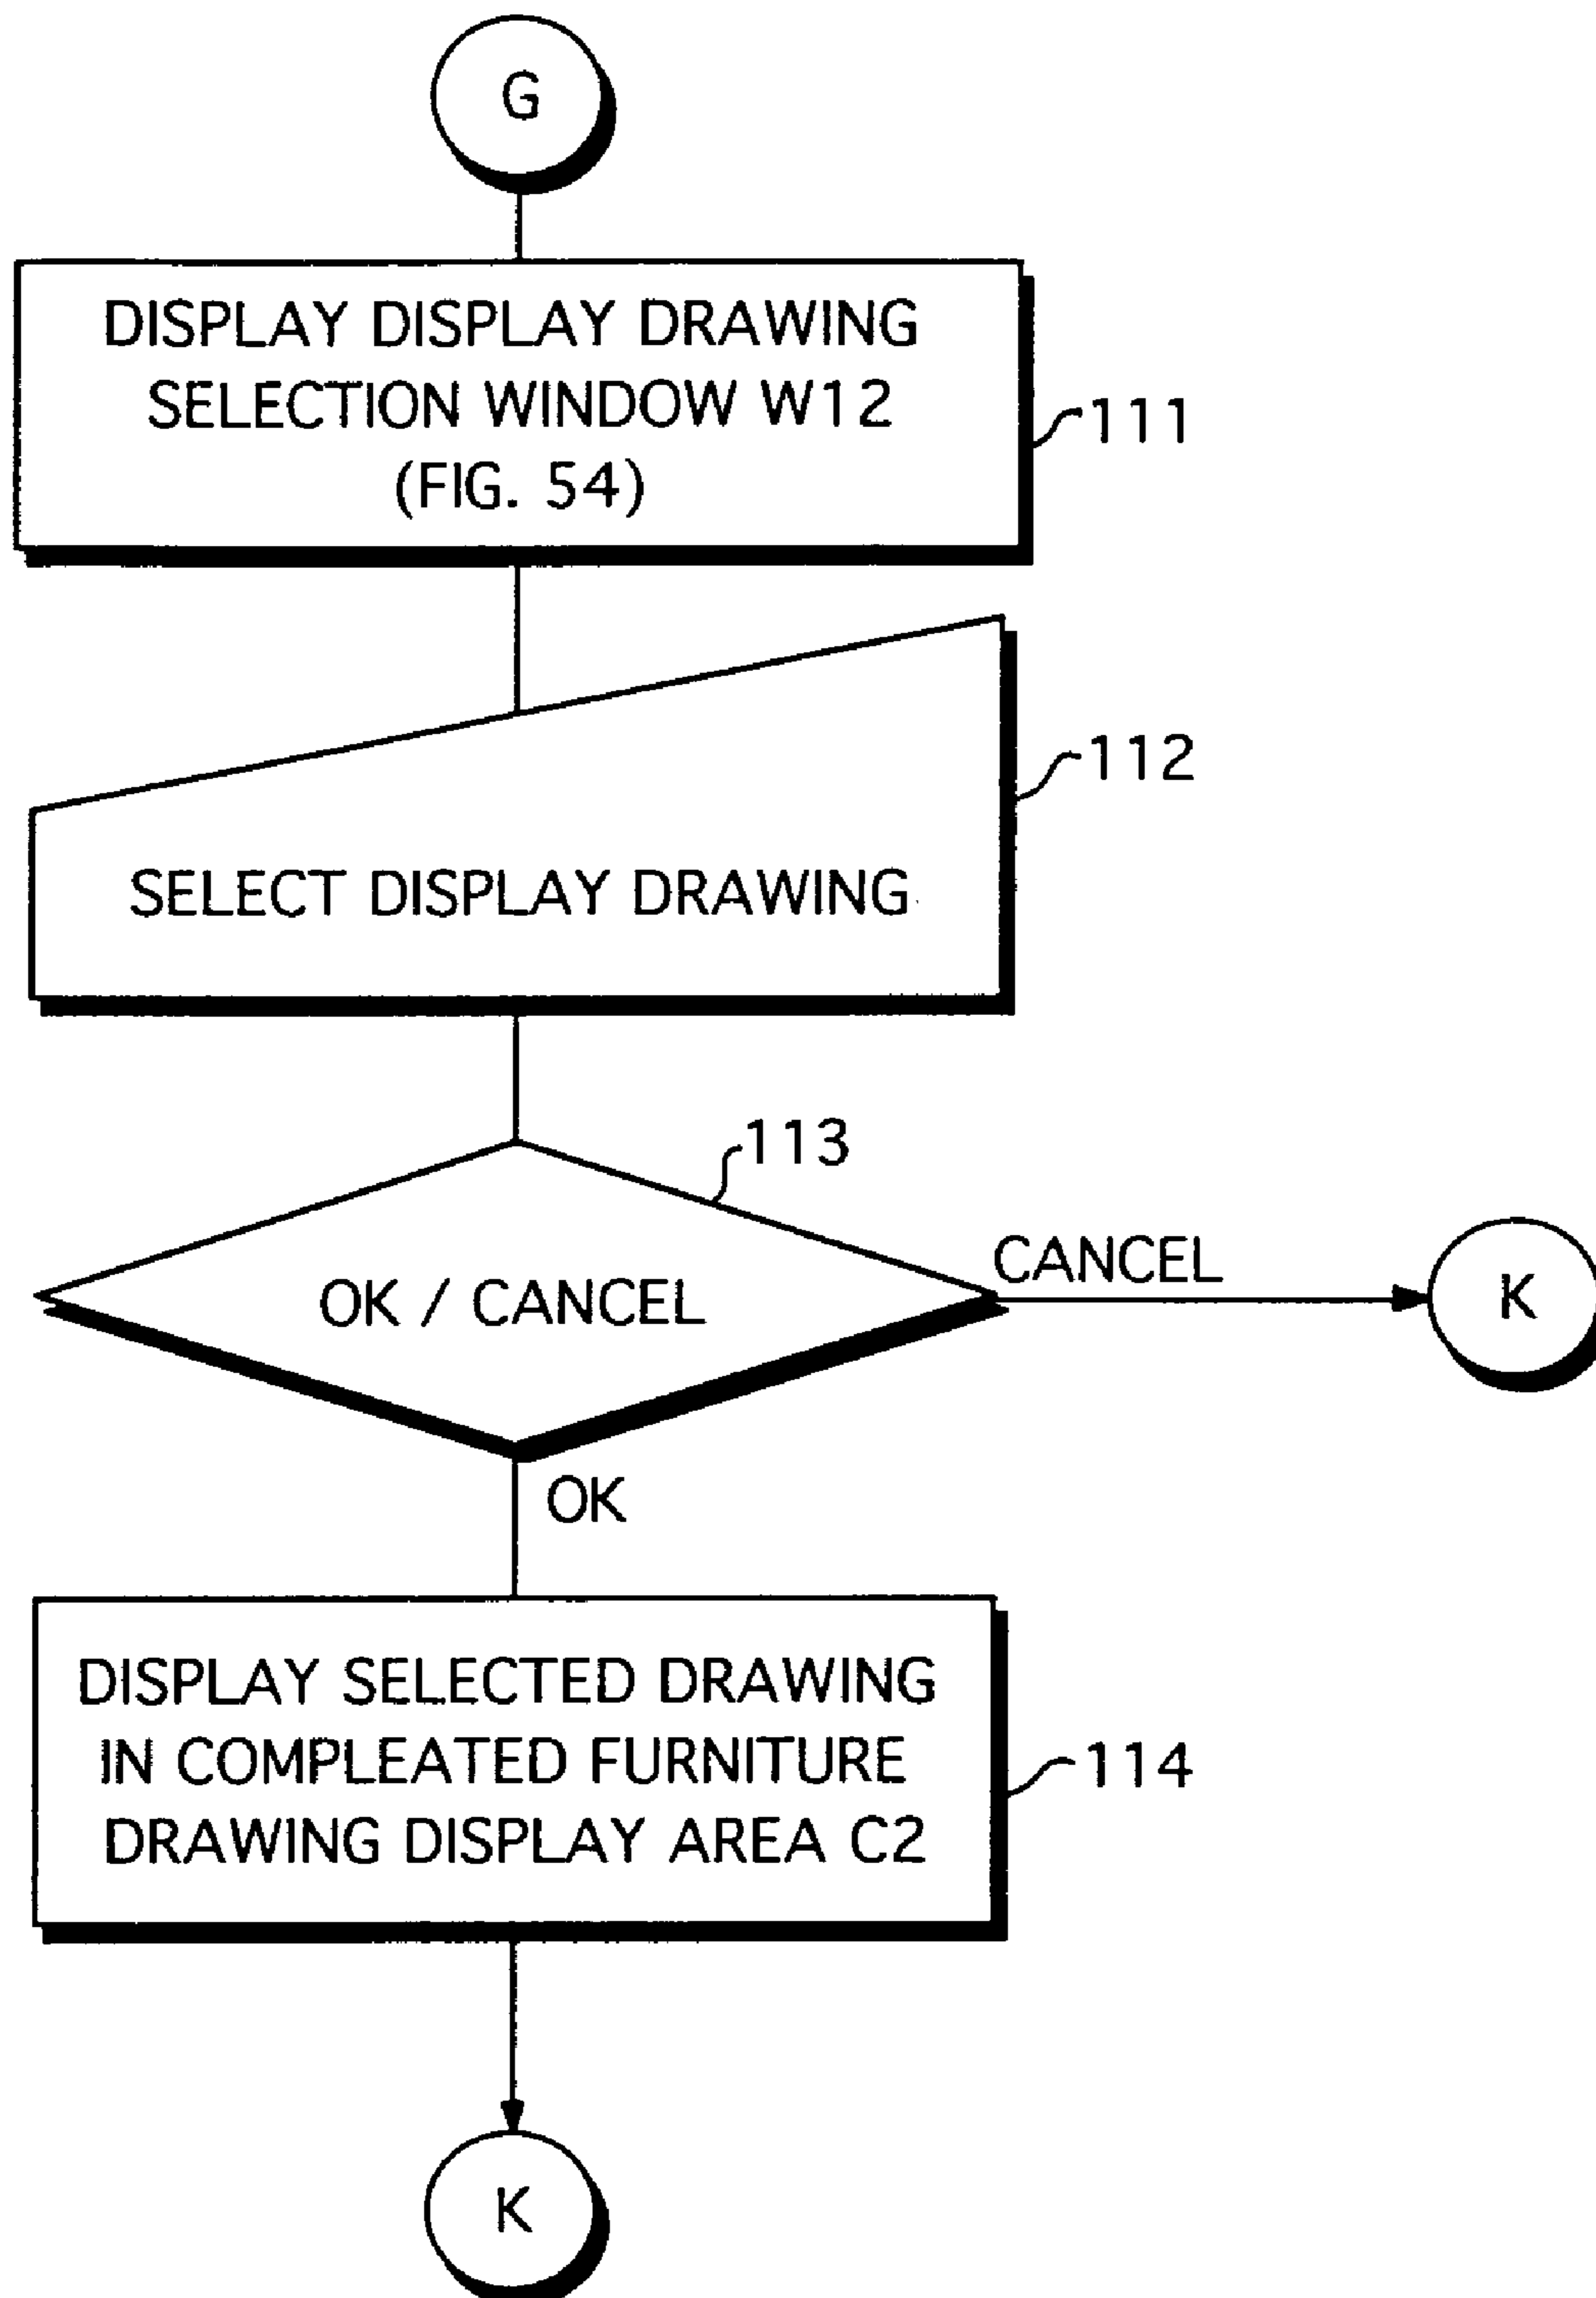 G
DISPLAY DISPLAY DRAWING
SELECTION WINDOW W12
(FIG. 54)
111
112
SELECT DISPLAY DRAWING
113
OK / CANCEL
CANCEL
K
OK
DISPLAY SELECTED DRAWING
IN COMPLEATED FURNITURE
DRAWING DISPLAY AREA C2
114
K